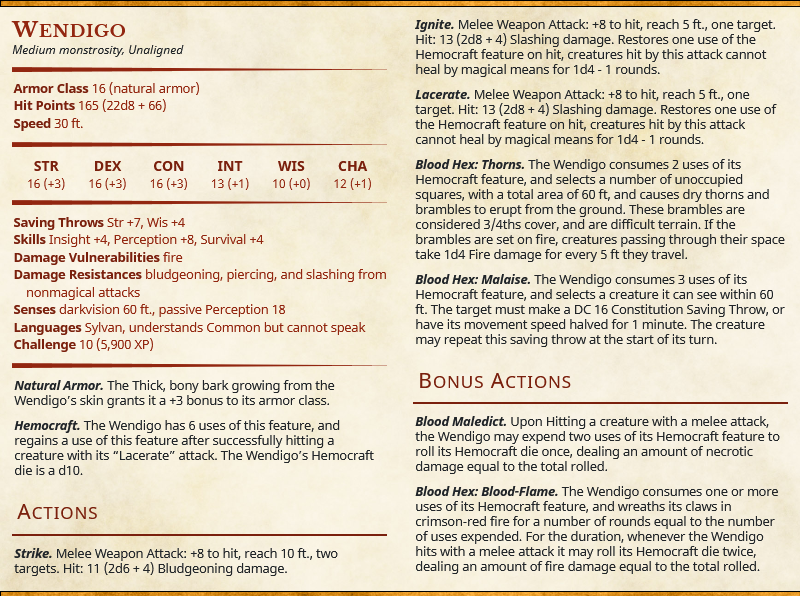 WENDIGO
Medium monstrosity, Unaligned
Armor Class 16 (natural armor)
Hit Points 165 (22d8 + 66)
Speed 30 ft.
STR DEX CON INT WIS CHA
16 (+3) 16 (+3) 16 (+3) 13 (+1) 10 (+0) 12 (+1)
Saving Throws Str +7, Wis +4
Skills Insight +4, Perception +8, Survival +4
Damage Vulnerabilities fire
Damage Resistances bludgeoning, piercing, and slashing from
nonmagical attacks
Senses darkvision 60 ft., passive Perception 18
Languages Sylvan, understands Common but cannot speak
Challenge 10 (5,900 XP)
Natural Armor. The Thick, bony bark growing from the
Wendigo's skin grants it a +3 bonus to its armor class.
Hemocraft. The Wendigo has 6 uses of this feature, and
regains a use of this feature after successfully hitting a
creature with its “Lacerate” attack. The Wendigo's Hemocraft
die is a d10.
ACTIONS
Strike. Melee Weapon Attack: +8 to hit, reach 10 ft., two
targets. Hit: 11 (2d6 + 4) Bludgeoning damage.
Ignite. Melee Weapon Attack: +8 to hit, reach 5 ft., one target.
Hit: 13 (2d8 + 4) Slashing damage. Restores one use of the
Hemocraft feature on hit, creatures hit by this attack cannot
heal by magical means for 1d4 - 1 rounds.
Lacerate. Melee Weapon Attack: +8 to hit, reach 5 ft., one
target. Hit: 13 (2d8 + 4) Slashing damage. Restores one use of
the Hemocraft feature on hit, creatures hit by this attack
cannot heal by magical means for 1d4 - 1 rounds.
Blood Hex: Thorns. The Wendigo consumes 2 uses of its
Hemocraft feature, and selects a number of unoccupied
squares, with a total area of 60 ft, and causes dry thorns and
brambles to erupt from the ground. These brambles are
considered 3/4ths cover, and are difficult terrain. If the
brambles are set on fire, creatures passing through their space
take 1d4 Fire damage for every 5 ft they travel.
Blood Hex: Malaise. The Wendigo consumes 3 uses of its
Hemocraft feature, and selects a creature it can see within 60
ft. The target must make a DC 16 Constitution Saving Throw, or
have its movement speed halved for 1 minute. The creature
may repeat this saving throw at the start of its turn.
BONUS ACTIONS
Blood Maledict. Upon Hitting a creature with a melee attack,
the Wendigo may expend two uses of its Hemocraft feature to
roll its Hemocraft die once, dealing an amount of necrotic
damage equal to the total rolled.
Blood Hex: Blood-Flame. The Wendigo consumes one or more
uses of its Hemocraft feature, and wreaths its claws in
crimson-red fire for a number of rounds equal to the number
of uses expended. For the duration, whenever the Wendigo
hits with a melee attack it may roll its Hemocraft die twice,
dealing an amount of fire damage equal to the total rolled.